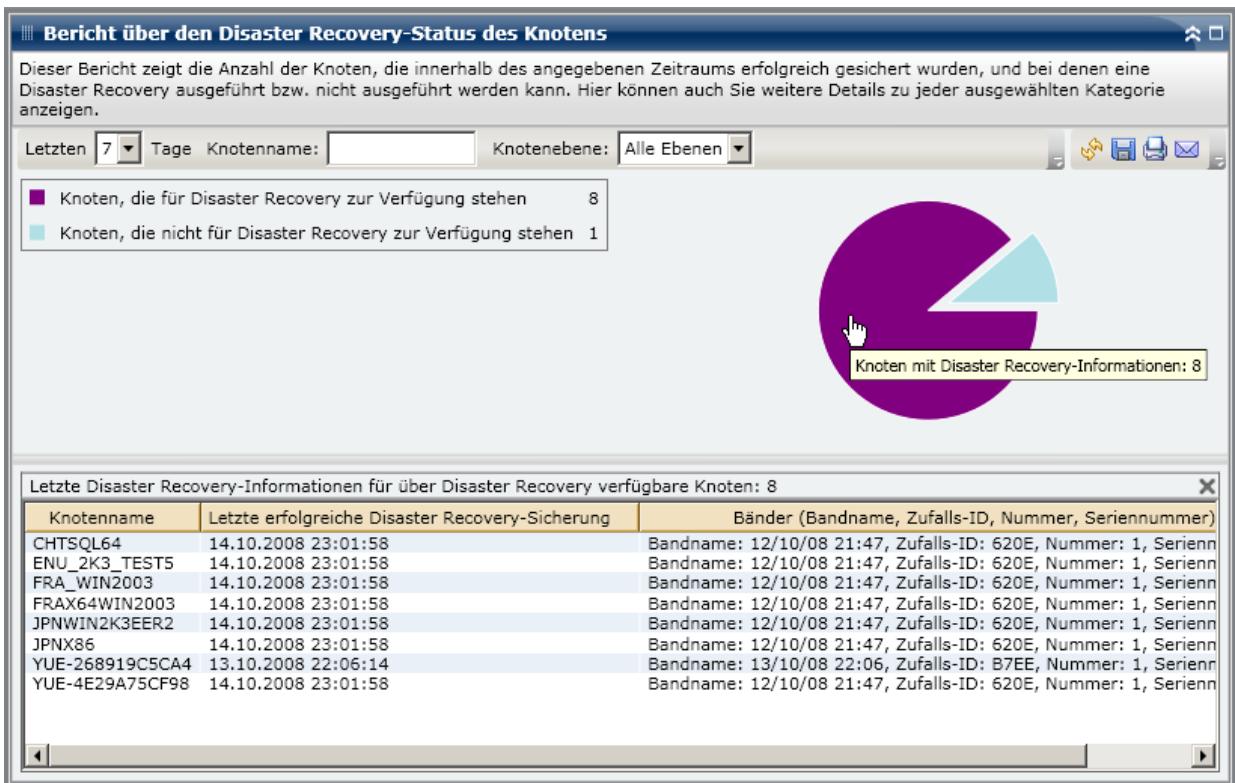 Bericht über den Disaster Recovery-Status des Knotens
Dieser Bericht zeigt die Anzahl der Knoten, die innerhalb des angegebenen Zeitraums erfolgreich gesichert wurden, und bei denen eine
Disaster Recovery ausgeführt bzw. nicht ausgeführt werden kann. Hier können auch Sie weitere Details zu jeder ausgewählten Kategorie
anzeigen.
Letzten 7 Tage Knotenname: Knotenebene: Alle Ebenen
Knoten, die für Disaster Recovery zur Verfügung stehen 8
Knoten, die nicht für Disaster Recovery zur Verfügung stehen 1
Knoten mit Disaster Recovery-Informationen: 8
Letzte Disaster Recovery-Informationen für über Disaster Recovery verfügbare Knoten: 8
Knotenname Letzte erfolgreiche Disaster Recovery-Sicherung Bänder (Bandname, Zufalls-ID, Nummer, Seriennummer)
CHTSQL64 14.10.2008 23:01:58 Bandname: 12/10/08 21:47, Zufalls-ID: 620E, Nummer: 1, Serienn
ENU_2K3_TEST5 14.10.2008 23:01:58 Bandname: 12/10/08 21:47, Zufalls-ID: 620E, Nummer: 1, Serienn
FRA_WIN2003 14.10.2008 23:01:58 Bandname: 12/10/08 21:47, Zufalls-ID: 620E, Nummer: 1, Serienn
FRAX64WIN2003 14.10.2008 23:01:58 Bandname: 12/10/08 21:47, Zufalls-ID: 620E, Nummer: 1, Serienn
JPNWIN2K3EER2 14.10.2008 23:01:58 Bandname: 12/10/08 21:47, Zufalls-ID: 620E, Nummer: 1, Serienn
JPNX86 14.10.2008 23:01:58 Bandname: 12/10/08 21:47, Zufalls-ID: 620E, Nummer: 1, Serienn
YUE-268919C5CA4 13.10.2008 22:06:14 Bandname: 13/10/08 22:06, Zufalls-ID: B7EE, Nummer: 1, Serienn
YUE-4E29A75CF98 14.10.2008 23:01:58 Bandname: 12/10/08 21:47, Zufalls-ID: 620E, Nummer: 1, Serienn